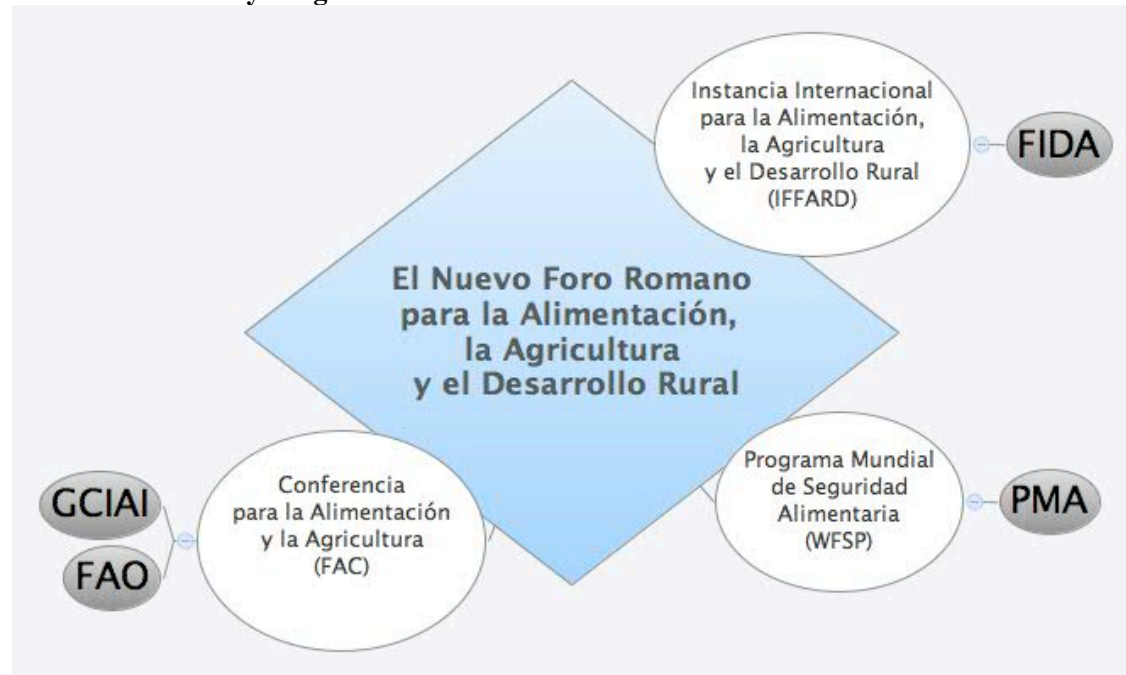 Instancia Internacional
para la Alimentación,
la Agricultura
y el Desarrollo Rural
(IFFARD)
FIDA
El Nuevo Foro Romano
para la Alimentación,
la Agricultura
y el Desarrollo Rural
Programa Mundial
de Seguridad
Alimentaria
(WFSP)
PMA
Conferencia
para la Alimentación
y la Agricultura
(FAC)
GCIAI
FAO